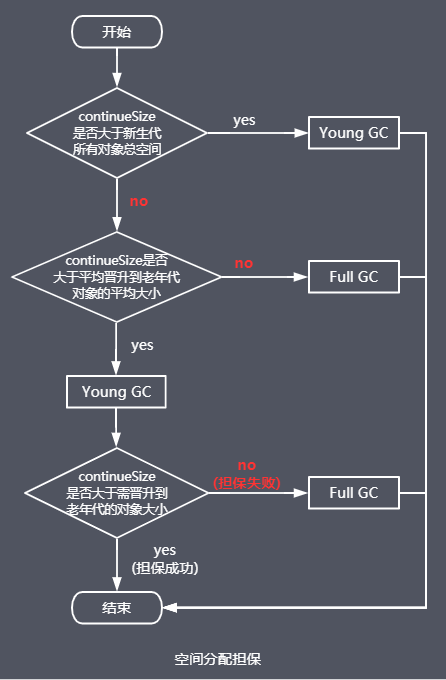 开始
continueSize
是否大于新生代
所有对象总空间
yes
Young GC
no
continueSize是否
大于平均晋升到老年代
对象的平均大小
no
Full GC
yes
Young GC
continueSize
是否大于需晋升到
老年代的对象大小
no
(担保失败)
Full GC
yes
(担保成功)
结束
空间分配担保